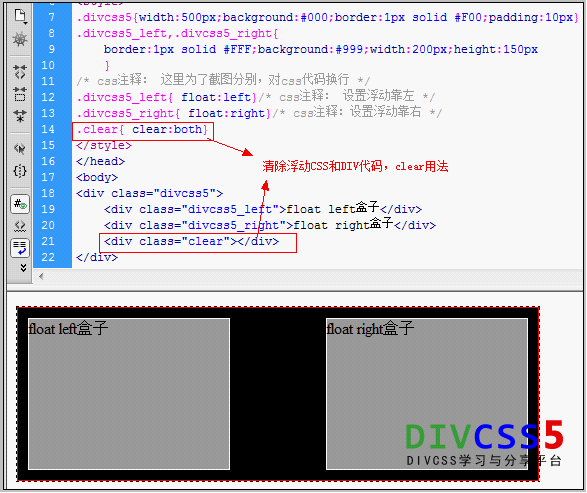 6 <style>
7 .divcss5{width:500px;background:#000;border:1px solid #F00;padding:10px}
8 .divcss5_left,.divcss5_right{
9 border:1px solid #FFF;background:#999;width:200px;height:150px
10 }
11 /* css注释： 这里为了截图分别，对css代码换行 */
12 .divcss5_left{ float:left}/* css注释： 设置浮动靠左 */
13 .divcss5_right{ float:right}/* css注释：设置浮动靠右 */
14 .clear{ clear:both}
15 </style>
16 </head>
清除浮动CSS和DIV代码，clear用法
17 <body>
18 <div class="divcss5">
19 <div class="divcss5_left">float left盒子</div>
20 <div class="divcss5_right">float right盒子</div>
21 <div class="clear"></div>
22 </div>
float left盒子
float right盒子
DIVCSS5
DIVCSS学习与分享平台